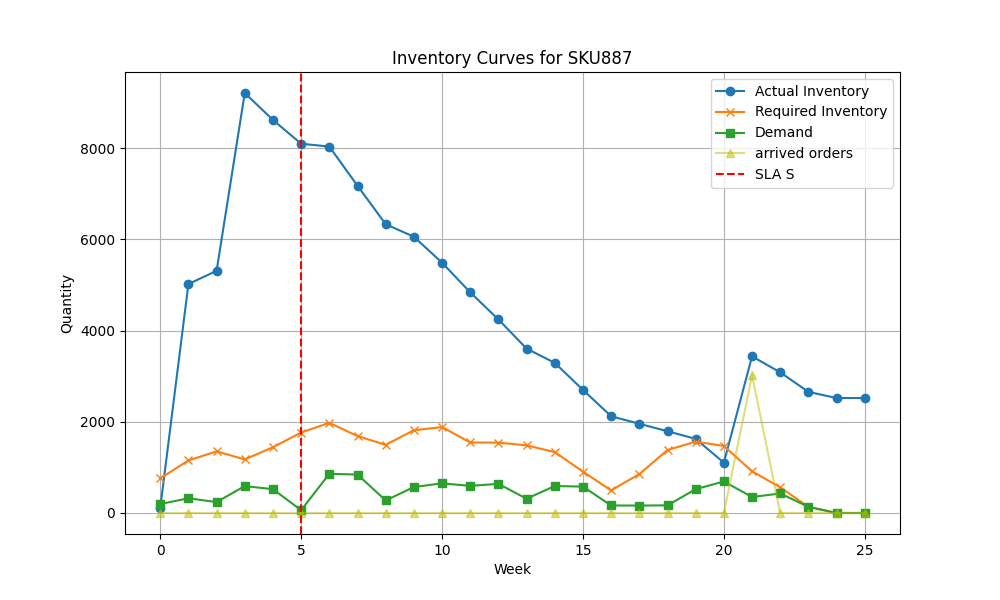 Inventory Curves for SKU887
Actual Inventory
Required Inventory
Demand
arrived orders
SLA S
Quantity
8000
6000
4000
2000
0
0 5 10 15 20 25
Week